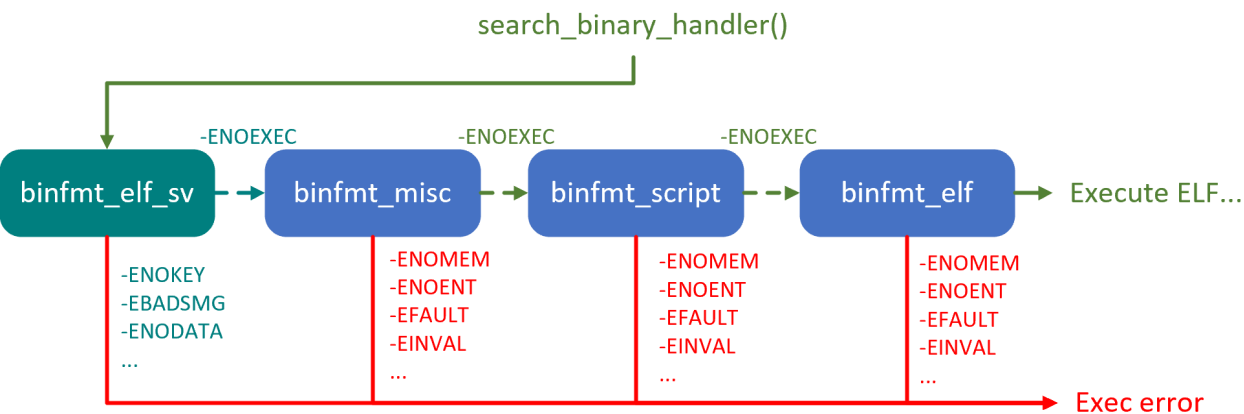 search_binary_handler()
-ENOEXEC
-ENOEXEC
-ENOEXEC
binfmt_elf_sv
binfmt_misc
binfmt_script
binfmt_elf
Execute ELF...
-ENOKEY
-EBADSMG
-ENODATA
...
-ENOMEM
-ENOENT
-EFAULT
-EINVAL
...
-ENOMEM
-ENOENT
-EFAULT
-EINVAL
...
-ENOMEM
-ENOENT
-EFAULT
-EINVAL
...
Exec error